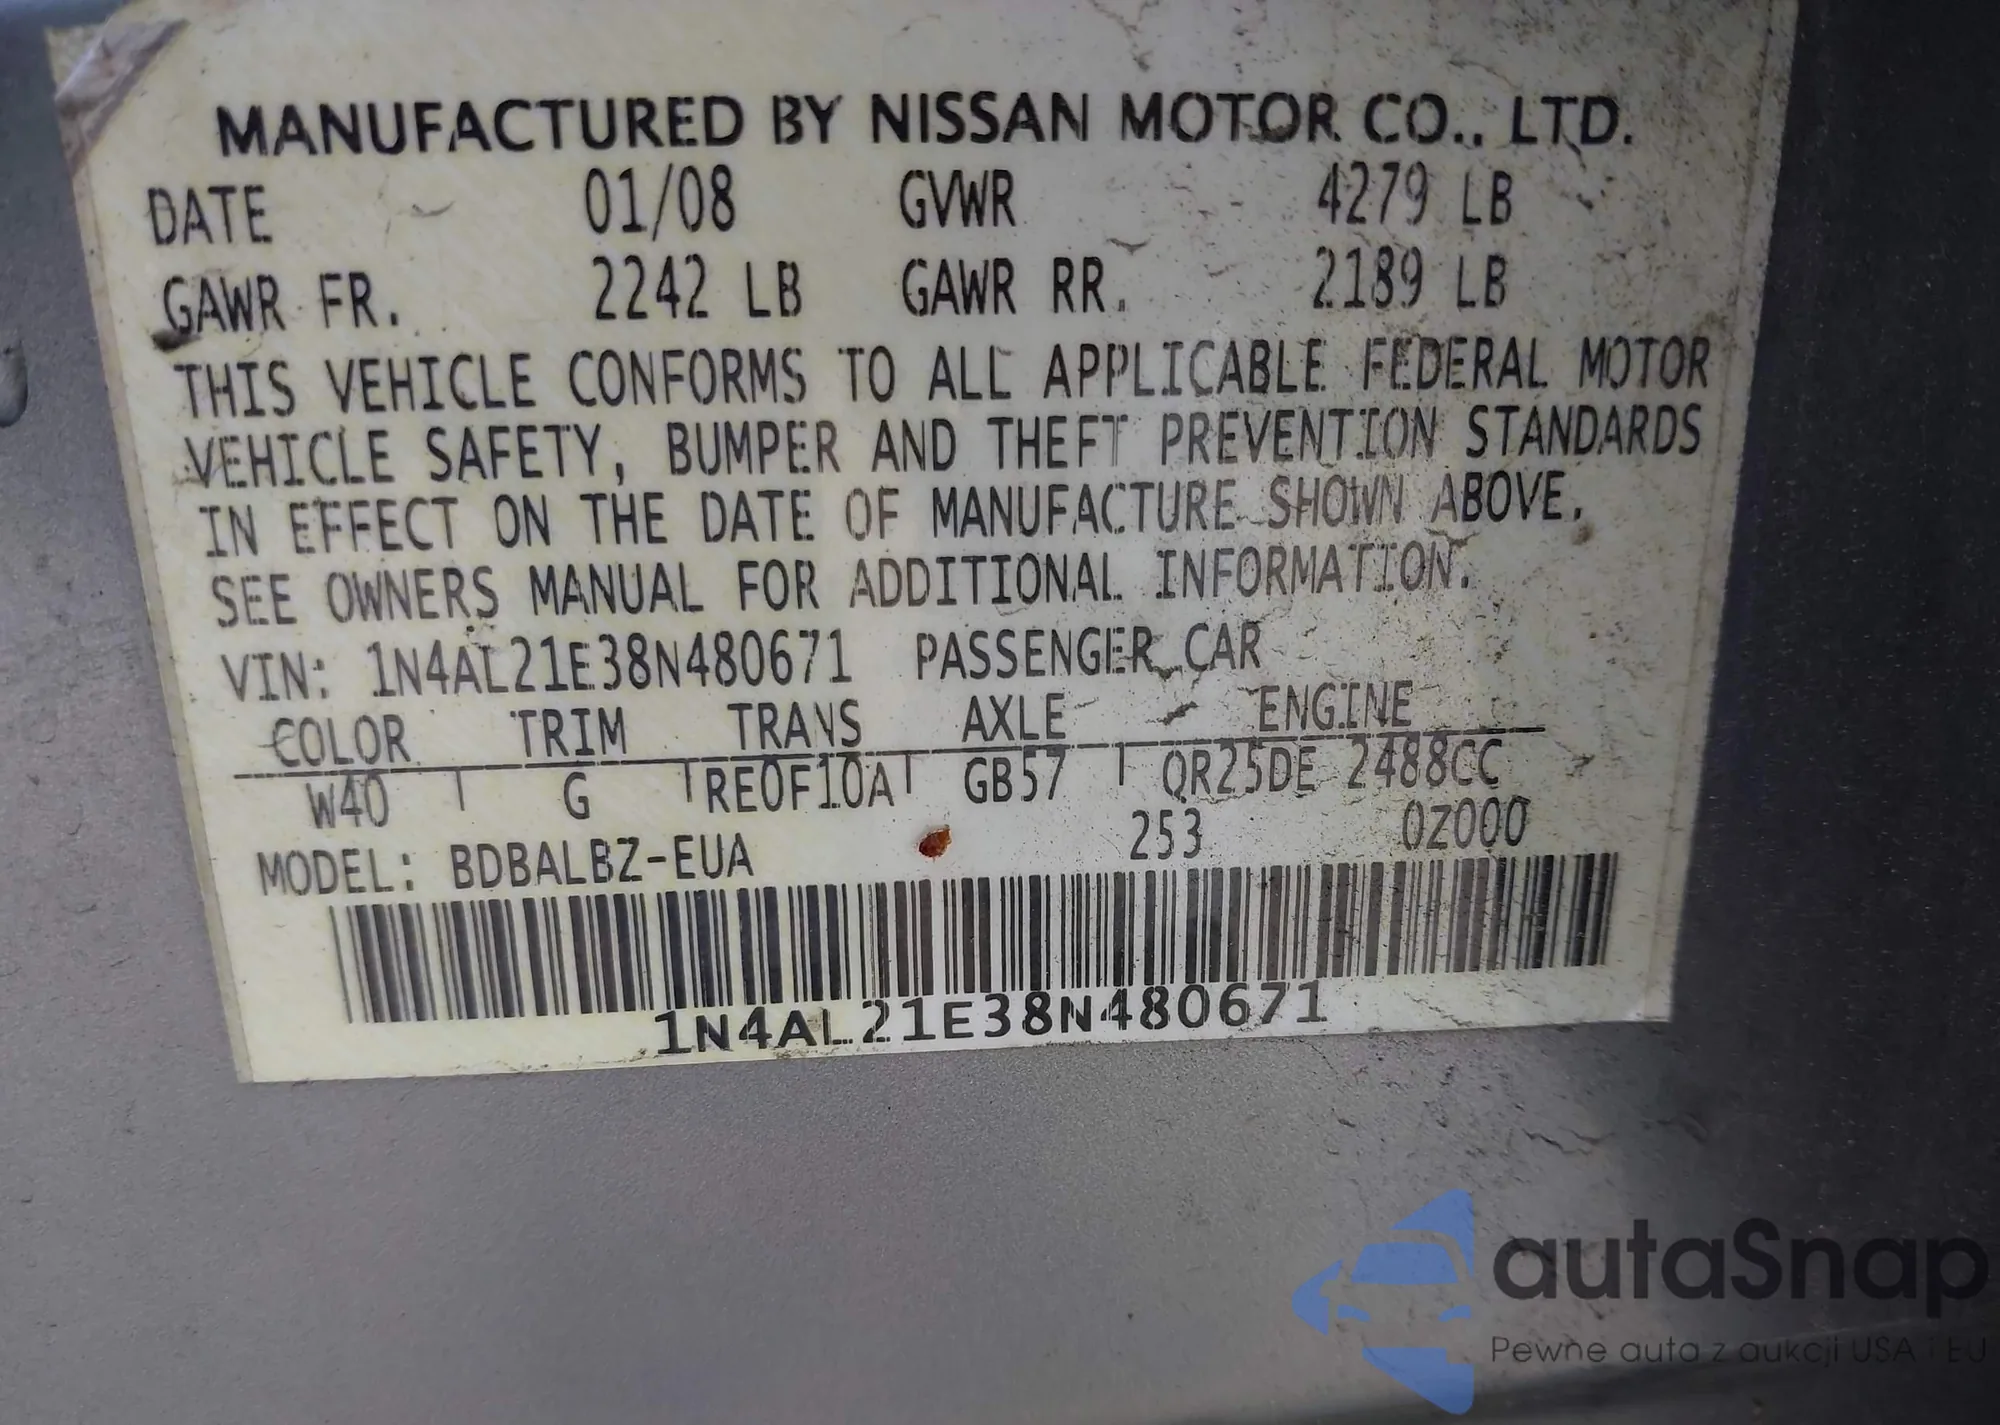 MANUFACTURED BY NISSAN MOTOR CO., LTD.
DATE 01/08 GVWR 4279 LB
GAWR FR. 2242 LB GAWR RR. 2189 LB
THIS VEHICLE CONFORMS TO ALL APPLICABLE FEDERAL MOTOR
VEHICLE SAFETY, BUMPER AND THEFT PREVENTION STANDARDS
IN EFFECT ON THE DATE OF MANUFACTURE SHOWN ABOVE.
SEE OWNERS MANUAL FOR ADDITIONAL INFORMATION.
VIN: 1N4AL21E38N480671 PASSENGER CAR
COLOR TRIM TRANS AXLE ENGINE
W40 G RE0F10A GB57 QR25DE 2488CC
253 0Z000
MODEL: BDBALBZ-EUA
1N4AL21E38N480671
autaSnap
Pewne auta z aukcji USA i EU